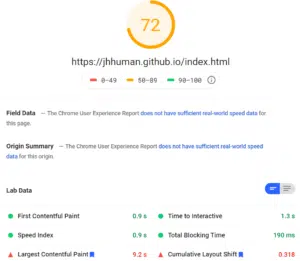 72
https://jhhuman.github.io/index.html
0-49 50-89 90-100
Field Data — The Chrome User Experience Report does not have sufficient real-world speed data for
this page.
Origin Summary — The Chrome User Experience Report does not have sufficient real-world speed
data for this origin.
Lab Data
First Contentful Paint 0.9 s Time to Interactive 1.3 s
Speed Index 0.9 s Total Blocking Time 190 ms
Largest Contentful Paint 9.2 s Cumulative Layout Shift 0.318